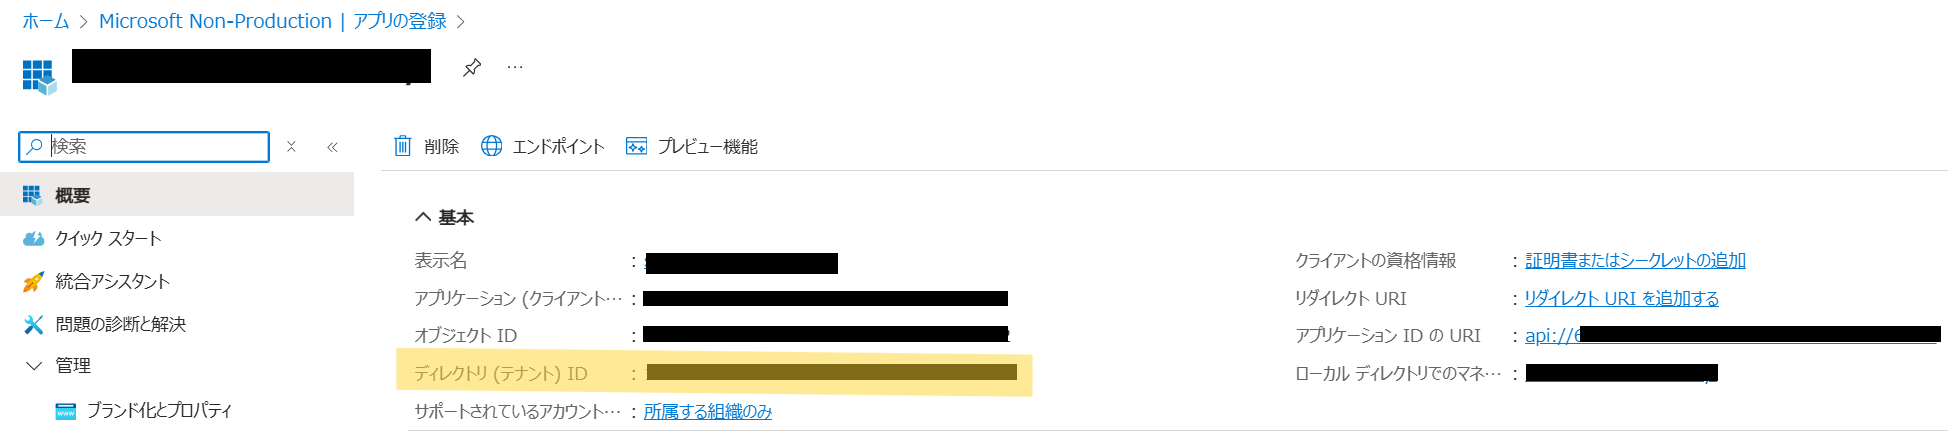 ホーム > Microsoft Non-Production | アプリの登録 >
…
検索
削除 エンドポイント プレビュー機能
概要
クイック スタート
統合アシスタント
問題の診断と解決
管理
ブランド化とプロパティ
基本
表示名 :
アプリケーション (クライアント… :
オブジェクト ID :
ディレクトリ (テナント) ID :
サポートされているアカウント… : 所属する組織のみ
クライアントの資格情報 : 証明書またはシークレットの追加
リダイレクト URI : リダイレクト URI を追加する
アプリケーション ID の URI : api://
ローカル ディレクトリでのマネ… :